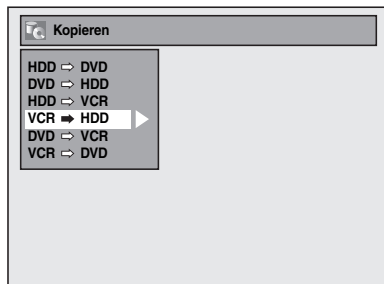 Kopieren
HDD ⇨ DVD
DVD ⇨ HDD
HDD ⇨ VCR
VCR ➡ HDD
DVD ⇨ VCR
VCR ⇨ DVD